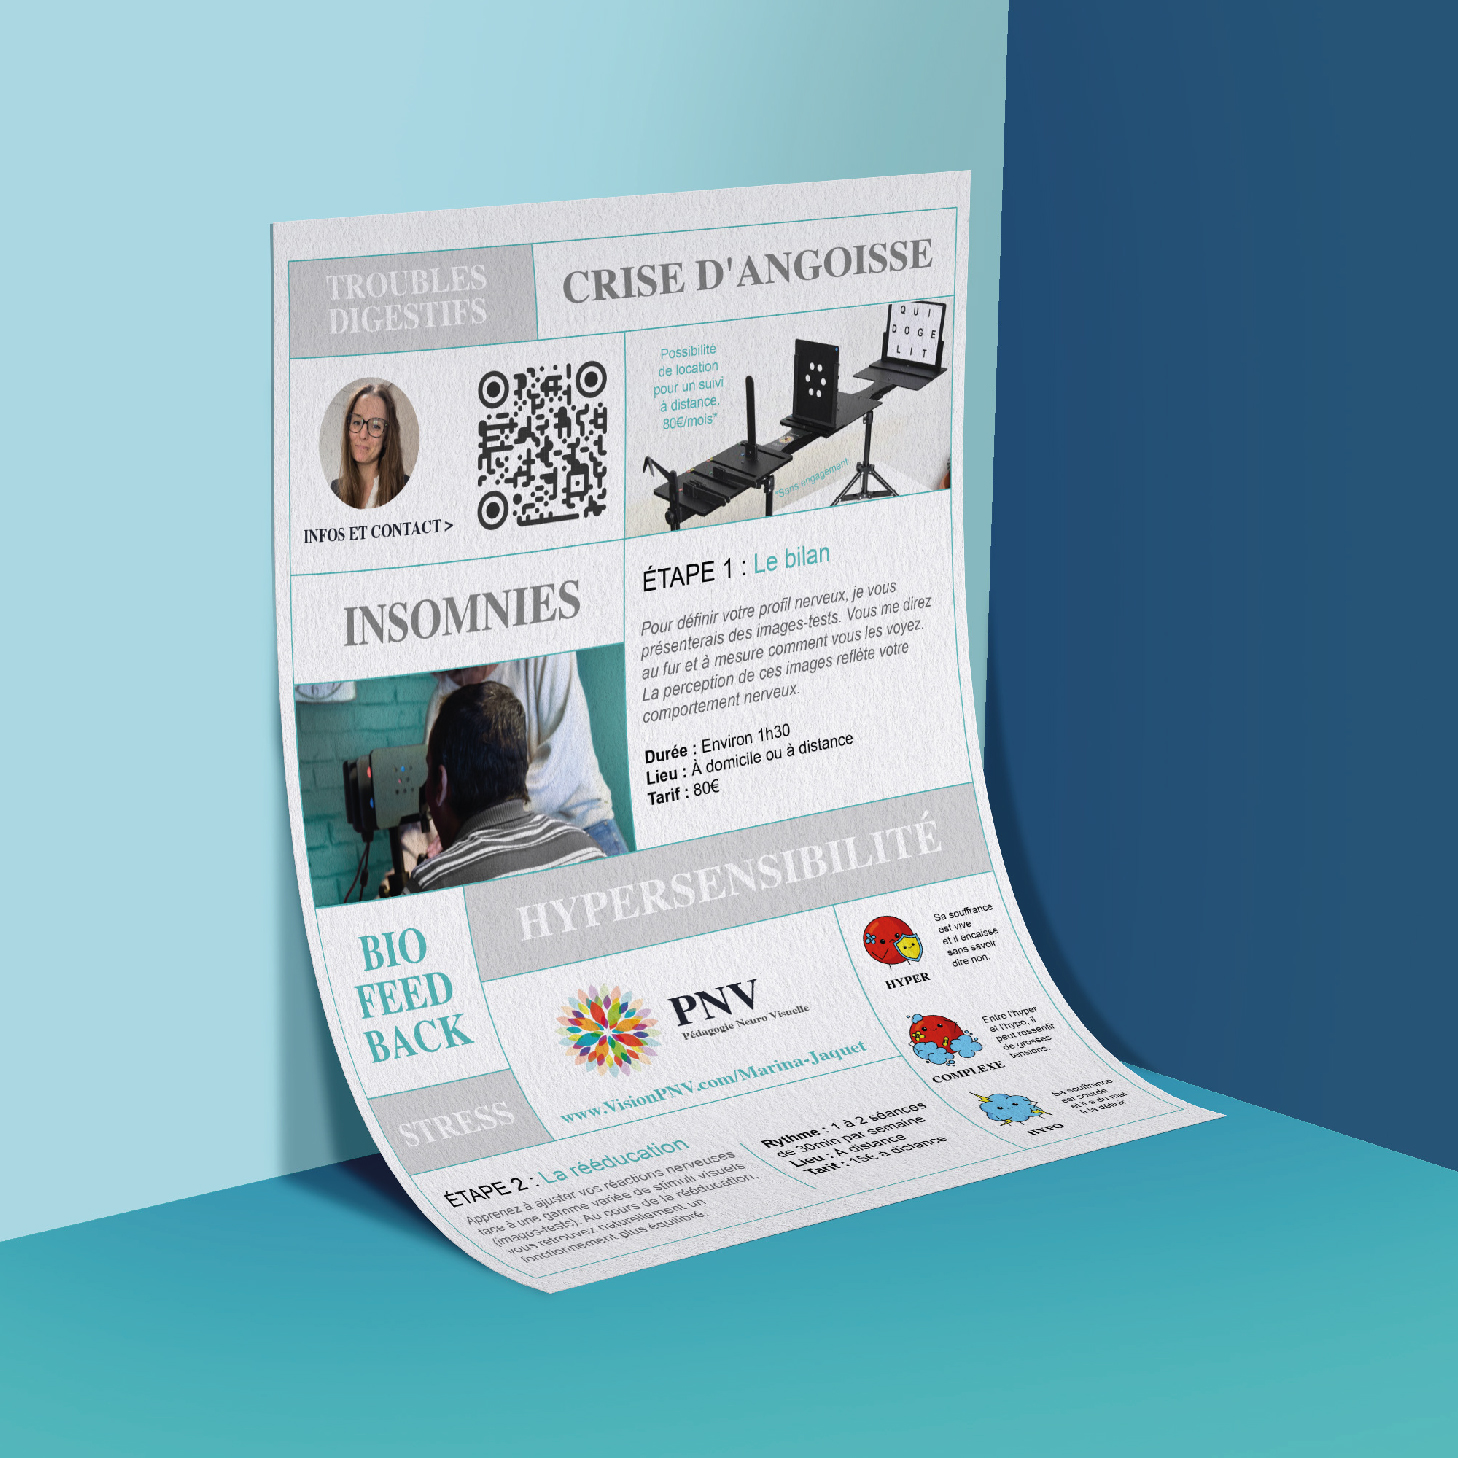 TROUBLES
DIGESTIFS
CRISE D'ANGOISSE
INFOS ET CONTACT >
Possibilité
de location
pour un suivi
à distance,
80€/mois*
*Sans engagement
Q U I
D O G E
L I T
INSOMNIES
ÉTAPE 1 : Le bilan
Pour définir votre profil nerveux, je vous
présenterais des images-tests. Vous me direz
au fur et à mesure comment vous les voyez.
La perception de ces images reflète votre
comportement nerveux.
Durée : Environ 1h30
Lieu : À domicile ou à distance
Tarif : 80€
HYPERSENSIBILITÉ
BIO
FEED
BACK
PNV
Pédagogie Neuro Visuelle
www.VisionPNV.com/Marina-Jaquet
HYPER
Sa souffrance
est vive
et il encaisse
sans savoir
dire non.
COMPLEXE
Entre l'hyper
et l'hypo, il
peut ressentir
de grosses
tensions.
HYPO
Sa souffrance
est
et il a du mal
à la
STRESS
ÉTAPE 2 : La rééducation
Apprenez à ajuster vos réactions nerveuses
face à une gamme variée de stimuli visuels
(images-tests). Au cours de la rééducation,
vous retrouvez naturellement un
fonctionnement plus équilibré.
Rythme : 1 à 2 séances
de 30min par semaine
Lieu : À distance
Tarif : 15€ à distance